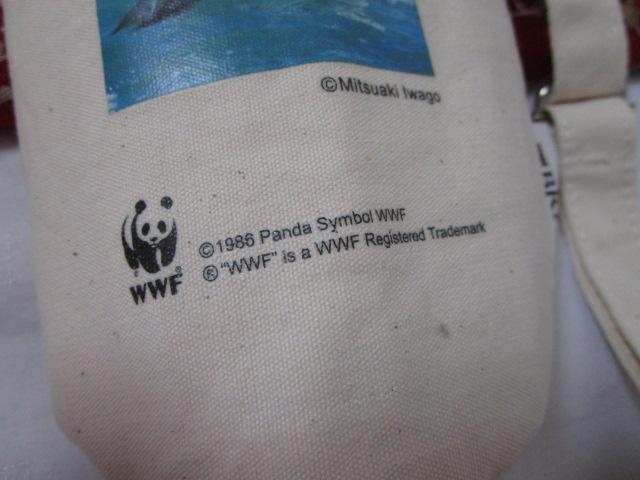 ©Mitsuaki Iwago
©1986 Panda Symbol WWF
® "WWF" is a WWF Registered Trademark
WWF®